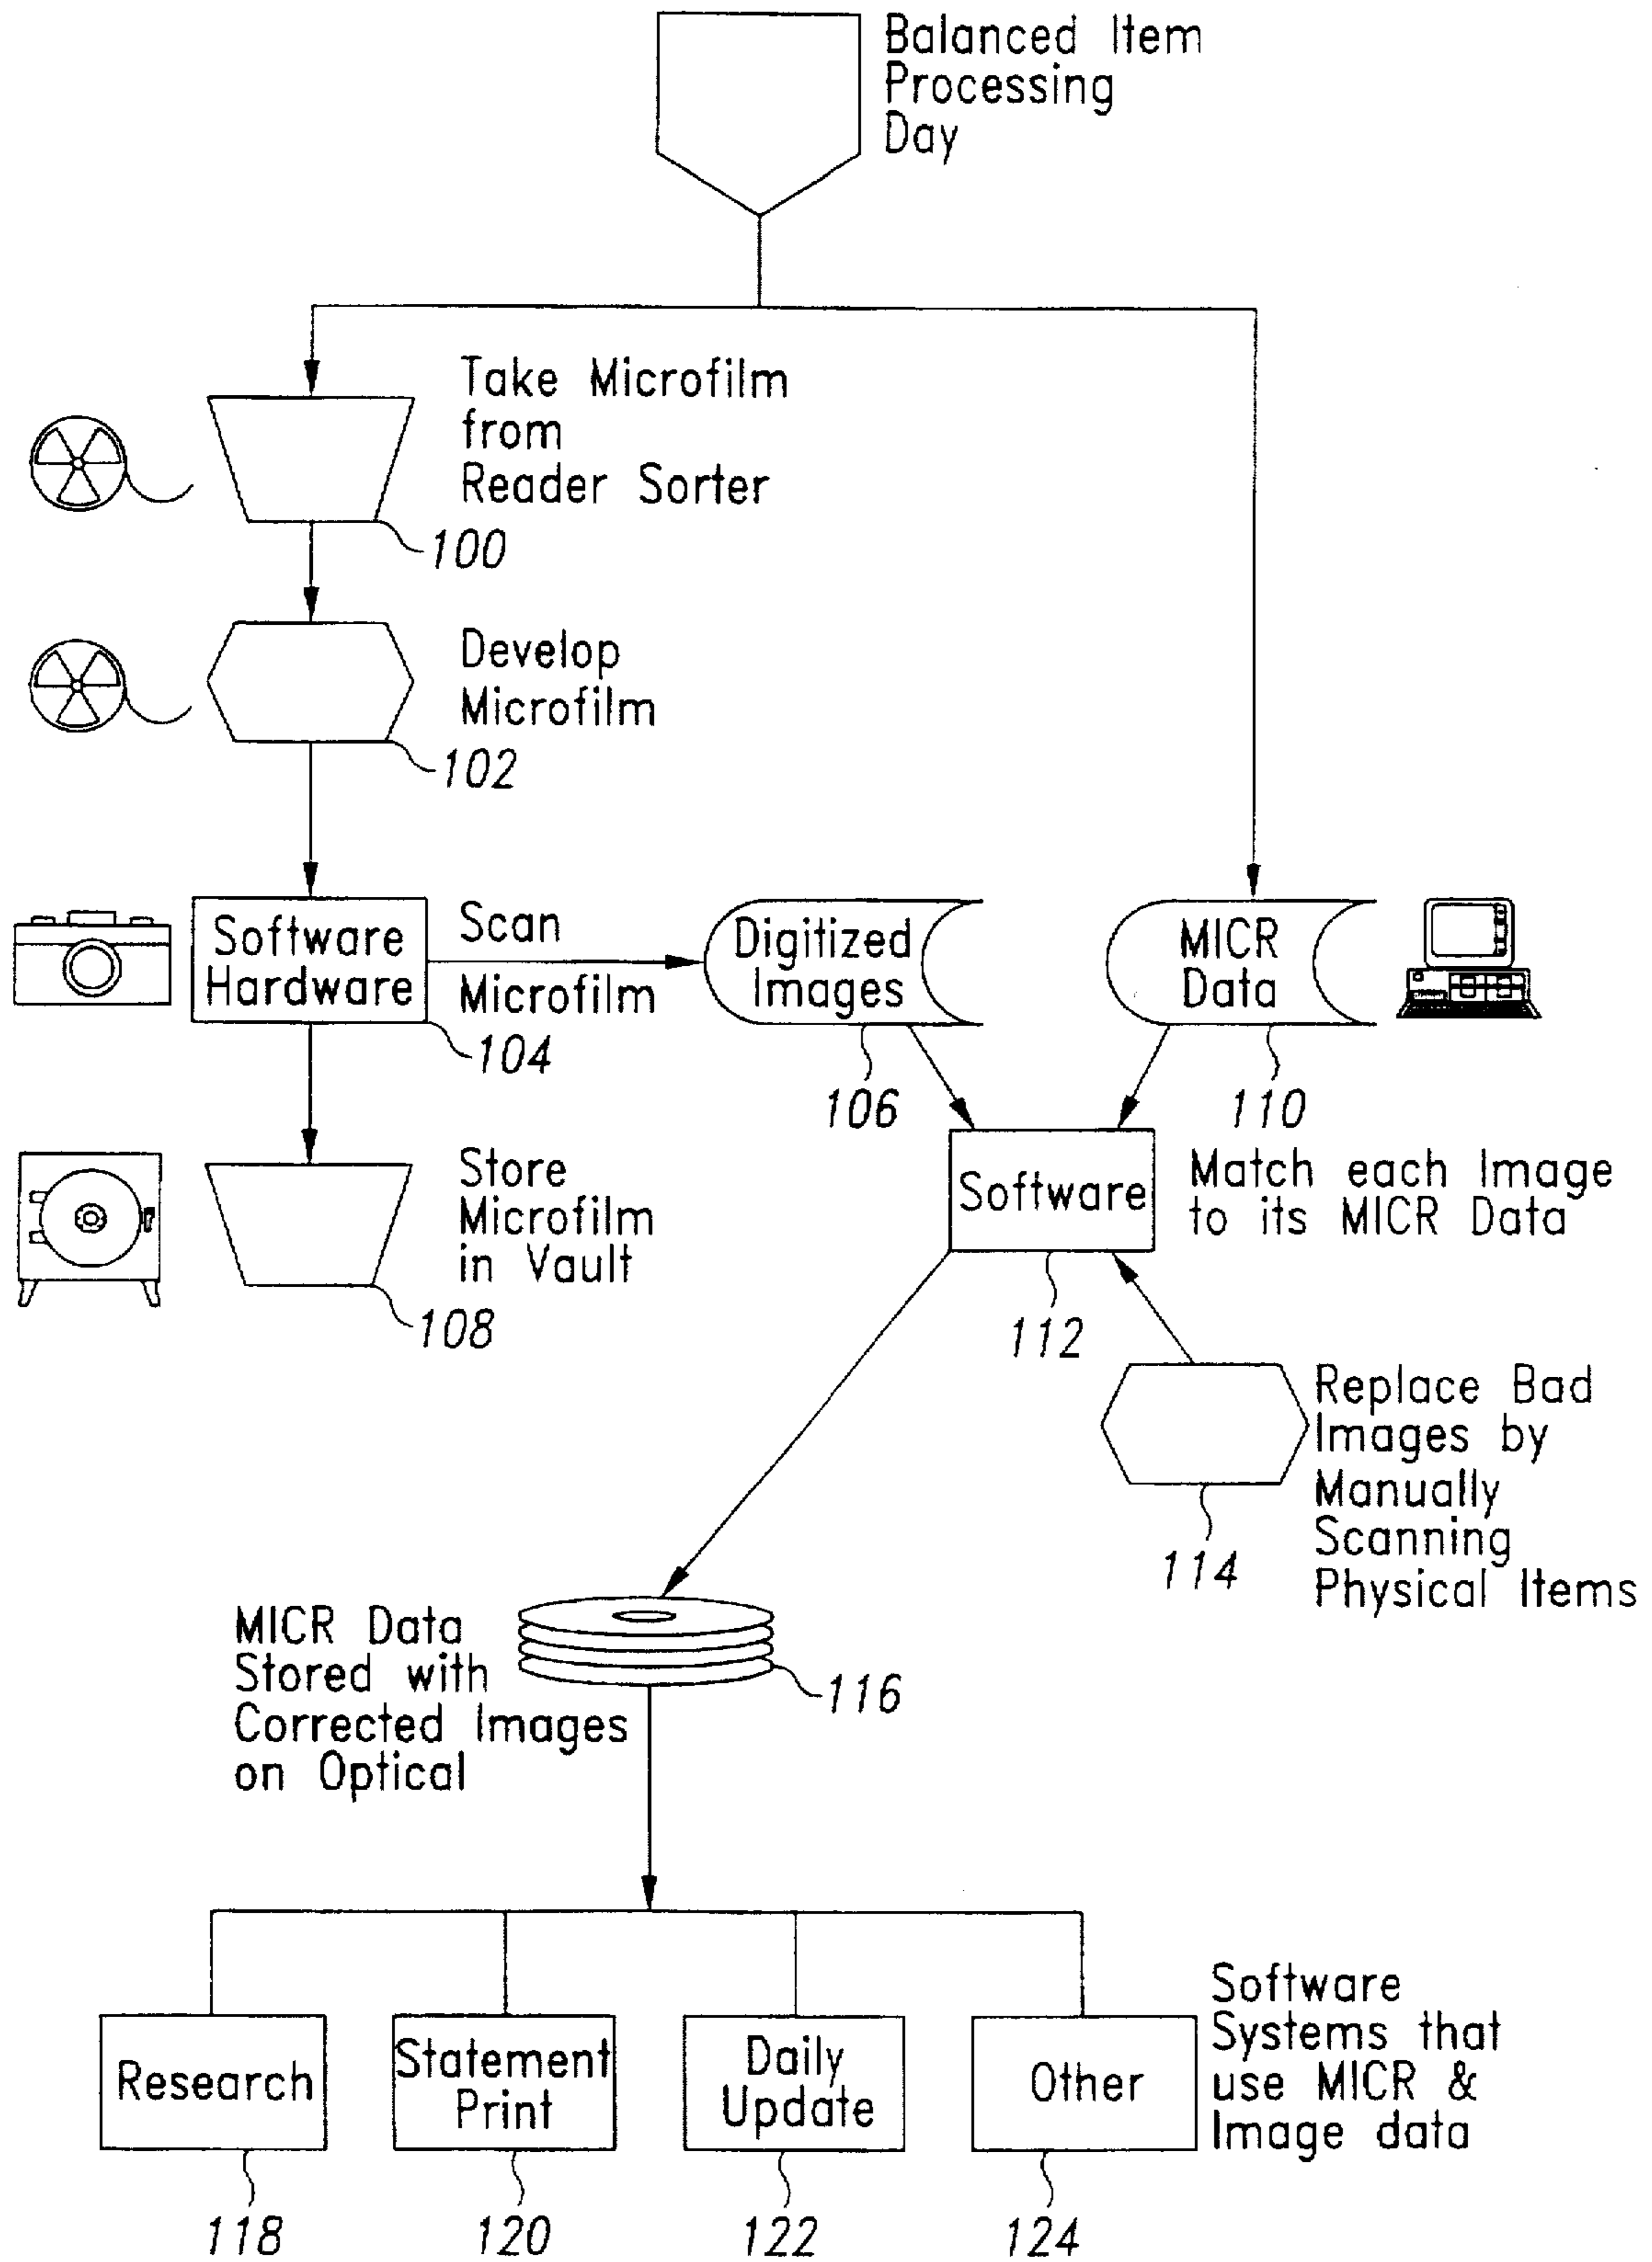 Balanced Item
Processing
Day
Take Microfilm
from
Reader Sorter
100
Develop
Microfilm
102
Software
Hardware
Scan
Microfilm
104
Digitized
Images
106
MICR
Data
110
Store
Microfilm
in Vault
108
Software
Match each Image
to its MICR Data
112
Replace Bad
Images by
Manually
Scanning
Physical Items
114
MICR Data
Stored with
Corrected Images
on Optical
116
Research
118
Statement
Print
120
Daily
Update
122
Other
124
Software
Systems that
use MICR &
Image data